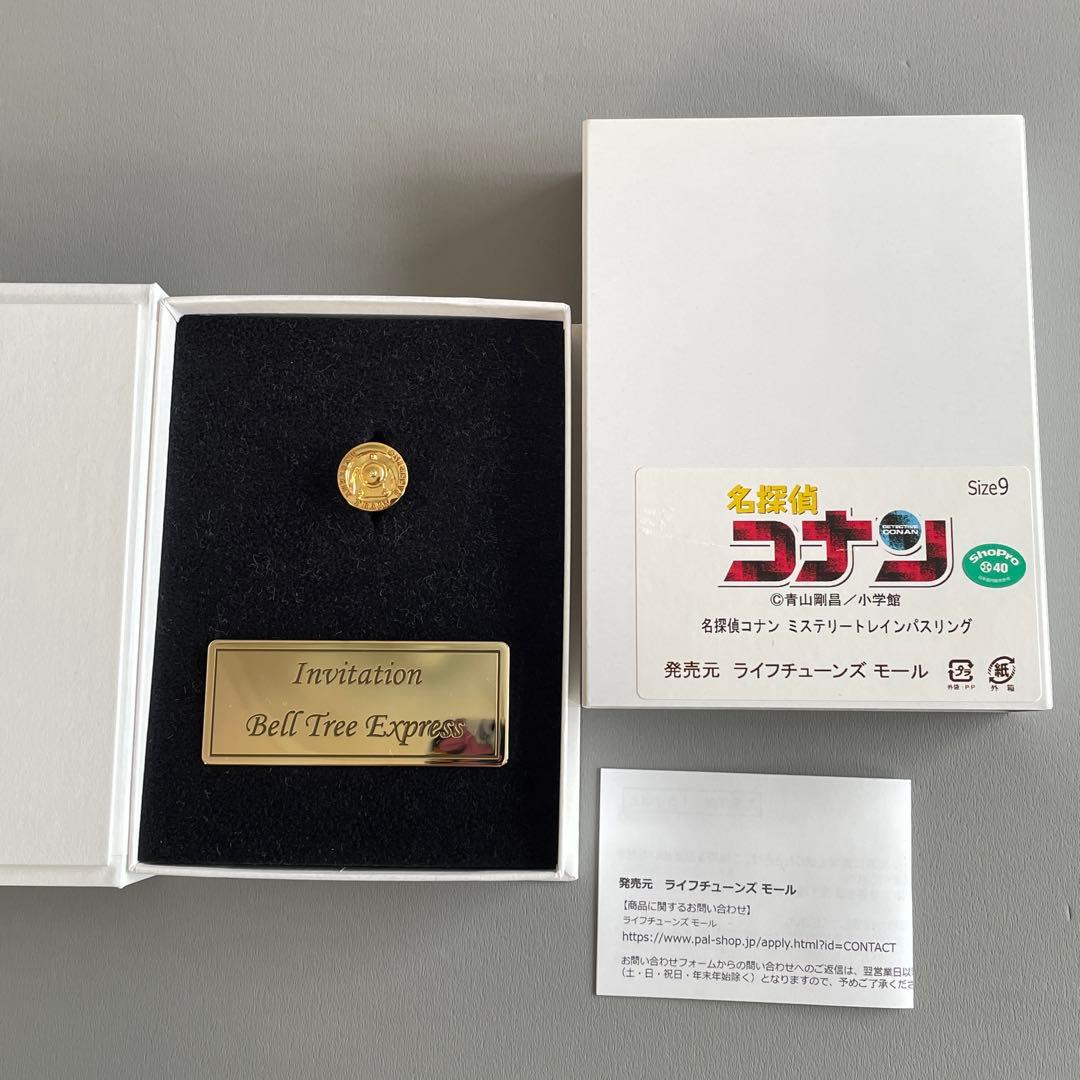 Invitation
Bell Tree Express
Size9
名探偵
コナン
DETECTIVE
CONAN
ShoPro
40
©青山剛昌／小学館
名探偵コナン ミステリートレインパスリング
発売元 ライフチューンズ モール
プラ
外袋：PP
紙
外 箱
発売元 ライフチューンズ モール
【商品に関するお問い合わせ】
ライフチューンズ モール
https://www.pal-shop.jp/apply.html?id=CONTACT
お問い合わせフォームからの問い合わせへのご返信は、翌営業日以
（土・日・祝日・年末年始除く）となりますので、予めご了承くださ